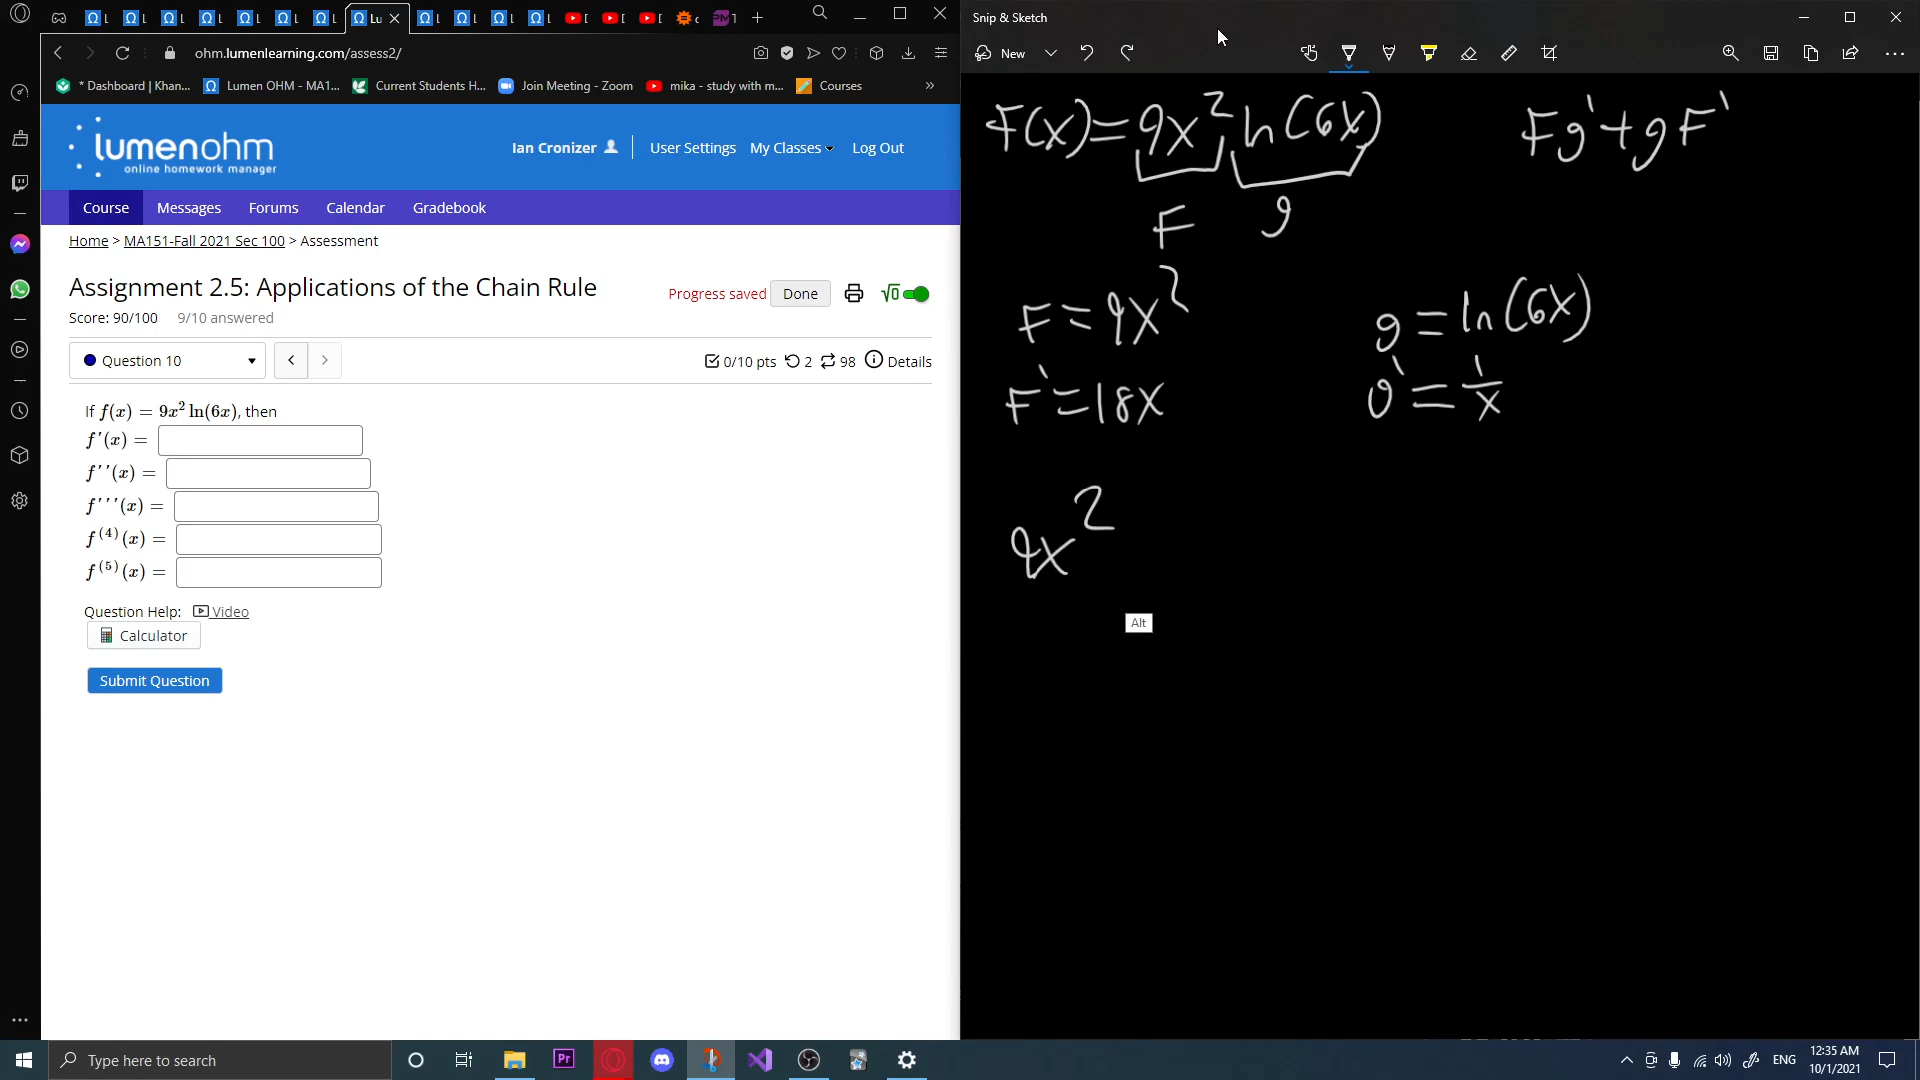 Lu
Snip & Sketch
ohm.lumenlearning.com/assess2/
New
* Dashboard | Khan...
Lumen OHM - MA1...
Current Students H...
Join Meeting - Zoom
mika - study with m...
Courses
»
lumenohm
online homework manager
Ian Cronizer
User Settings
My Classes
Log Out
Course
Messages
Forums
Calendar
Gradebook
Home > MA151-Fall 2021 Sec 100 > Assessment
Assignment 2.5: Applications of the Chain Rule
Progress saved
Done
√0
Score: 90/100
9/10 answered
Question 10
<
>
0/10 pts
2
98
Details
If f(x) = 9x² ln(6x), then
f'(x) =
f''(x) =
f'''(x) =
f⁽⁴⁾(x) =
f⁽⁵⁾(x) =
Question Help:
Video
Calculator
Submit Question
F(x)=9x² ln(6x)
Fg'+gF'
F
g
F=9x²
g=ln(6x)
F'=18x
g'=1/x
9x²
Alt
Type here to search
Pr
ENG
12:35 AM
10/1/2021